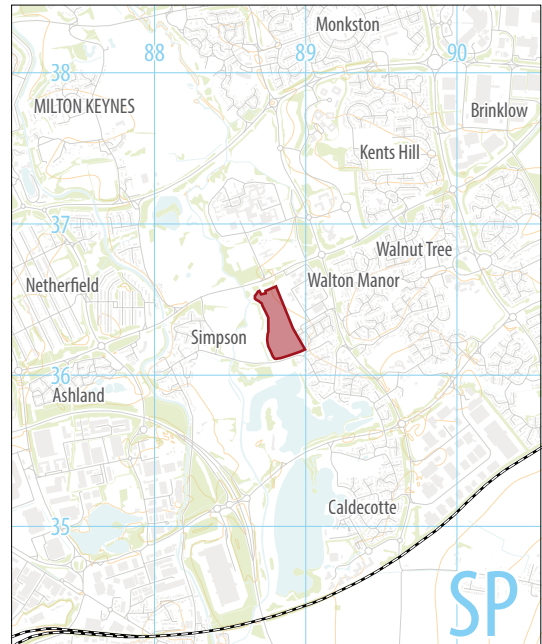 Monkston
88
89
90
38
MILTON KEYNES
Brinklow
Kents Hill
37
Walnut Tree
Netherfield
Walton Manor
Simpson
36
Ashland
Caldecotte
35
SP